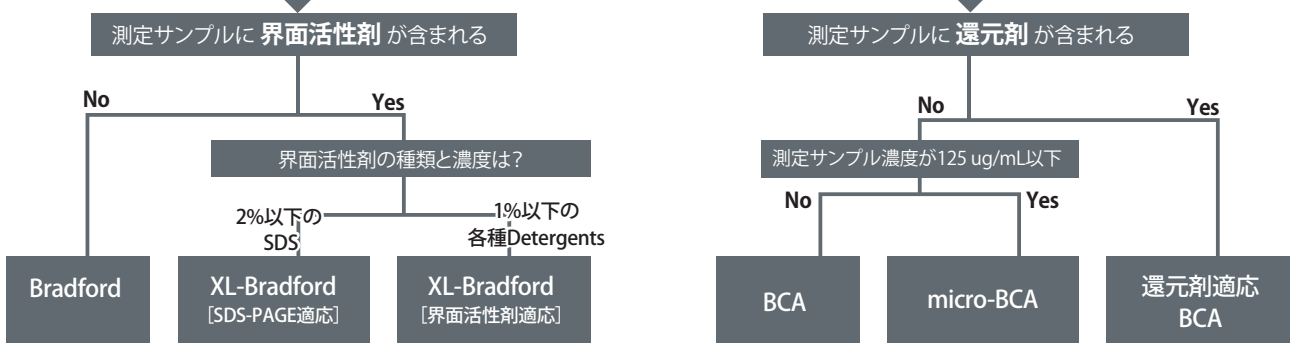 測定サンプルに 界面活性剤 が含まれる
No
Yes
界面活性剤の種類と濃度は?
2%以下の
SDS
1%以下の
各種Detergents
Bradford
XL-Bradford
[SDS-PAGE適応]
XL-Bradford
[界面活性剤適応]
測定サンプルに 還元剤 が含まれる
No
Yes
測定サンプル濃度が125 ug/mL以下
No
Yes
BCA
micro-BCA
還元剤適応
BCA